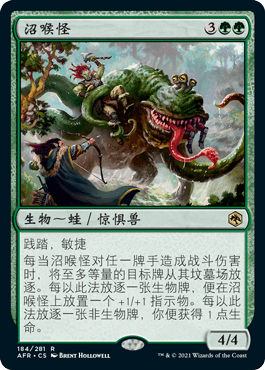 沼喉怪 3
生物~蛙 / 惊惧兽
践踏，敏捷
每当沼喉怪对任一牌手造成战斗伤害
时，将至多等量的目标牌从其坟墓场放
逐。每以此法放逐一张生物牌，便在沼
喉怪上放置一个 +1/+1 指示物。每以此
法放逐一张非生物牌，你便获得 1 点生
命。
4/4
184/281 R
AFR • CS BRENT HOLLOWELL
™ & © 2021 Wizards of the Coast